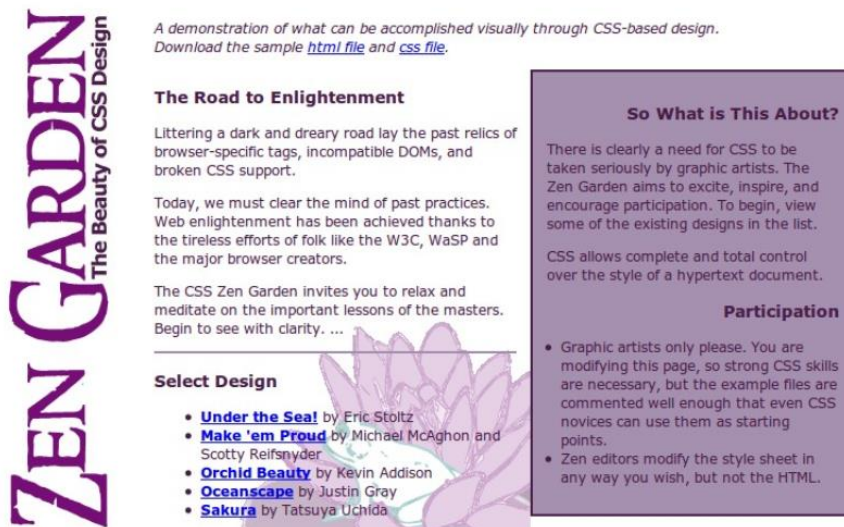 ZEN GARDEN
The Beauty of CSS Design
A demonstration of what can be accomplished visually through CSS-based design.
Download the sample html file and css file.
The Road to Enlightenment
Littering a dark and dreary road lay the past relics of
browser-specific tags, incompatible DOMs, and
broken CSS support.
Today, we must clear the mind of past practices.
Web enlightenment has been achieved thanks to
the tireless efforts of folk like the W3C, WaSP and
the major browser creators.
The CSS Zen Garden invites you to relax and
meditate on the important lessons of the masters.
Begin to see with clarity. ...
Select Design
• Under the Sea! by Eric Stoltz
• Make 'em Proud by Michael McAghon and
Scotty Reifsnyder
• Orchid Beauty by Kevin Addison
• Oceanscape by Justin Gray
• Sakura by Tatsuya Uchida
So What is This About?
There is clearly a need for CSS to be
taken seriously by graphic artists. The
Zen Garden aims to excite, inspire, and
encourage participation. To begin, view
some of the existing designs in the list.
CSS allows complete and total control
over the style of a hypertext document.
Participation
• Graphic artists only please. You are
modifying this page, so strong CSS skills
are necessary, but the example files are
commented well enough that even CSS
novices can use them as starting
points.
• Zen editors modify the style sheet in
any way you wish, but not the HTML.